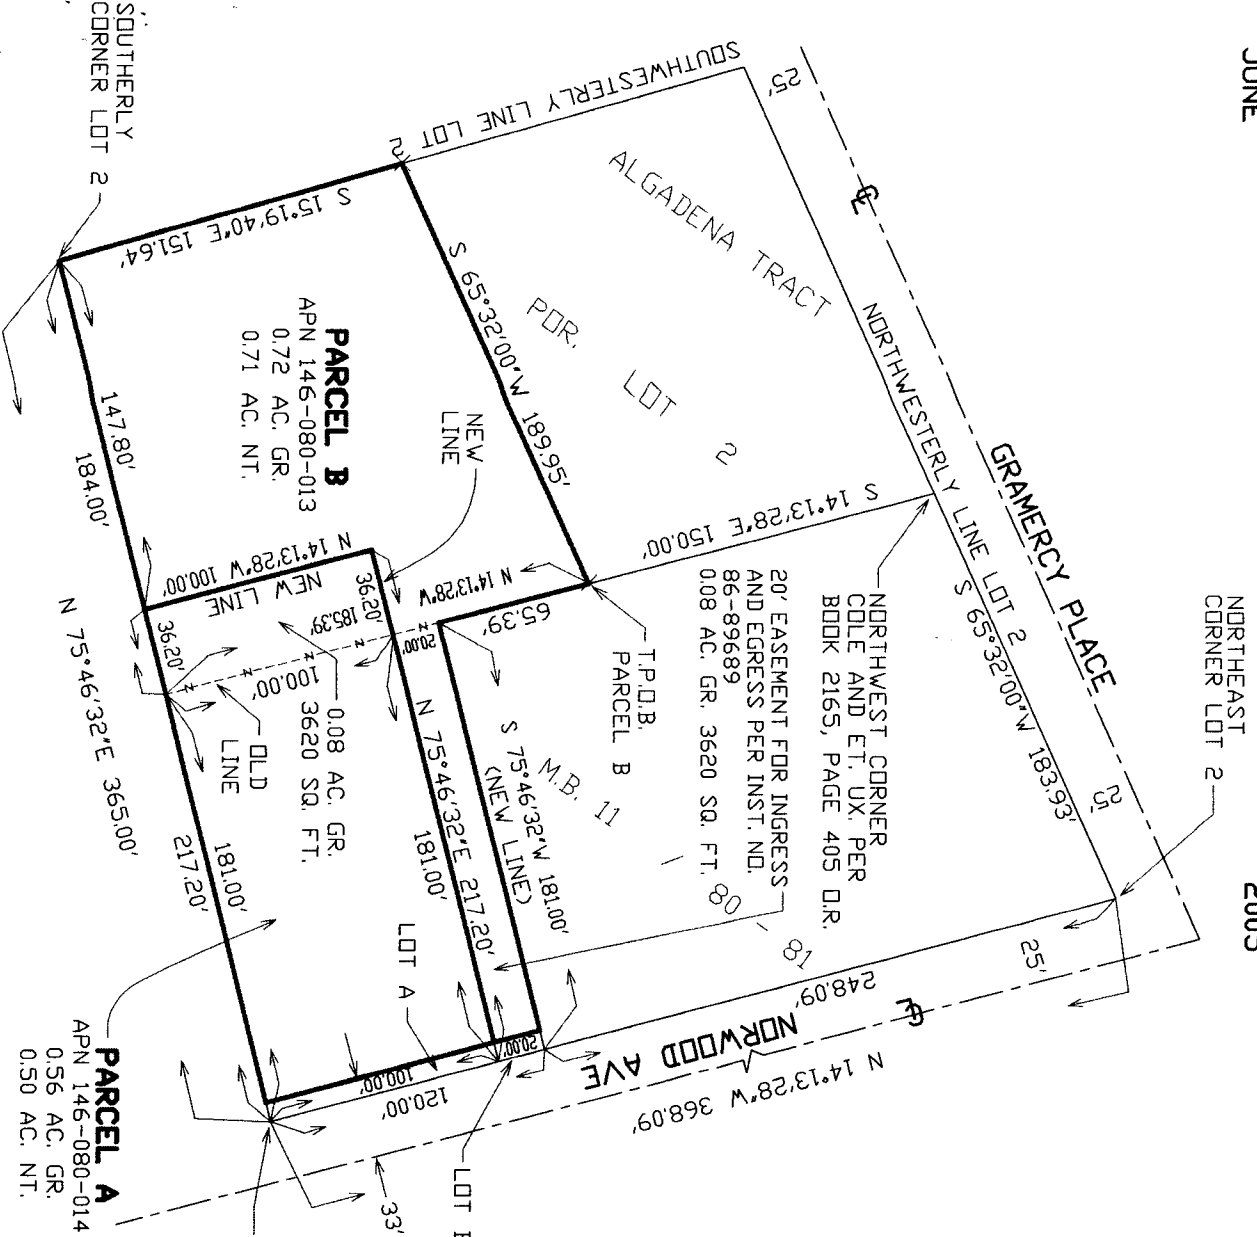 JUNE
2005
NORTHEAST
CORNER LOT 2
GRAMERCY PLACE
25'
25'
25'
℄
℄
NORTHWESTERLY LINE LOT 2
S 65°32'00"W 183.93'
SOUTHWESTERLY LINE LOT 2
ALGADENA TRACT
POR. LOT 2
M.B. 11 - 80 - 81
NORTHWEST CORNER
COLE AND ET. UX. PER
BOOK 2165, PAGE 405 O.R.
20' EASEMENT FOR INGRESS
AND EGRESS PER INST. NO.
86-89689
0.08 AC. GR. 3620 SQ. FT.
S 14°13'28"E 150.00'
T.P.O.B.
PARCEL B
S 65°32'00"W 189.95'
NEW
LINE
PARCEL B
APN 146-080-013
0.72 AC. GR.
0.71 AC. NT.
S 15°19'40"E 151.64'
SOUTHERLY
CORNER LOT 2
147.80'
184.00'
N 14°13'28"W 100.00'
NEW LINE
36.20'
36.20'
N 14°13'28"W
185.39'
65.39'
20.00'
100.00'
OLD
LINE
0.08 AC. GR.
3620 SQ. FT.
S 75°46'32"W 181.00'
(NEW LINE)
N 75°46'32"E 217.20'
181.00'
181.00'
217.20'
N 75°46'32"E 365.00'
LOT A
248.09'
NORWOOD AVE
N 14°13'28"W 368.09'
20.00'
100.00'
120.00'
33'
LOT
PARCEL A
APN 146-080-014
0.56 AC. GR.
0.50 AC. NT.